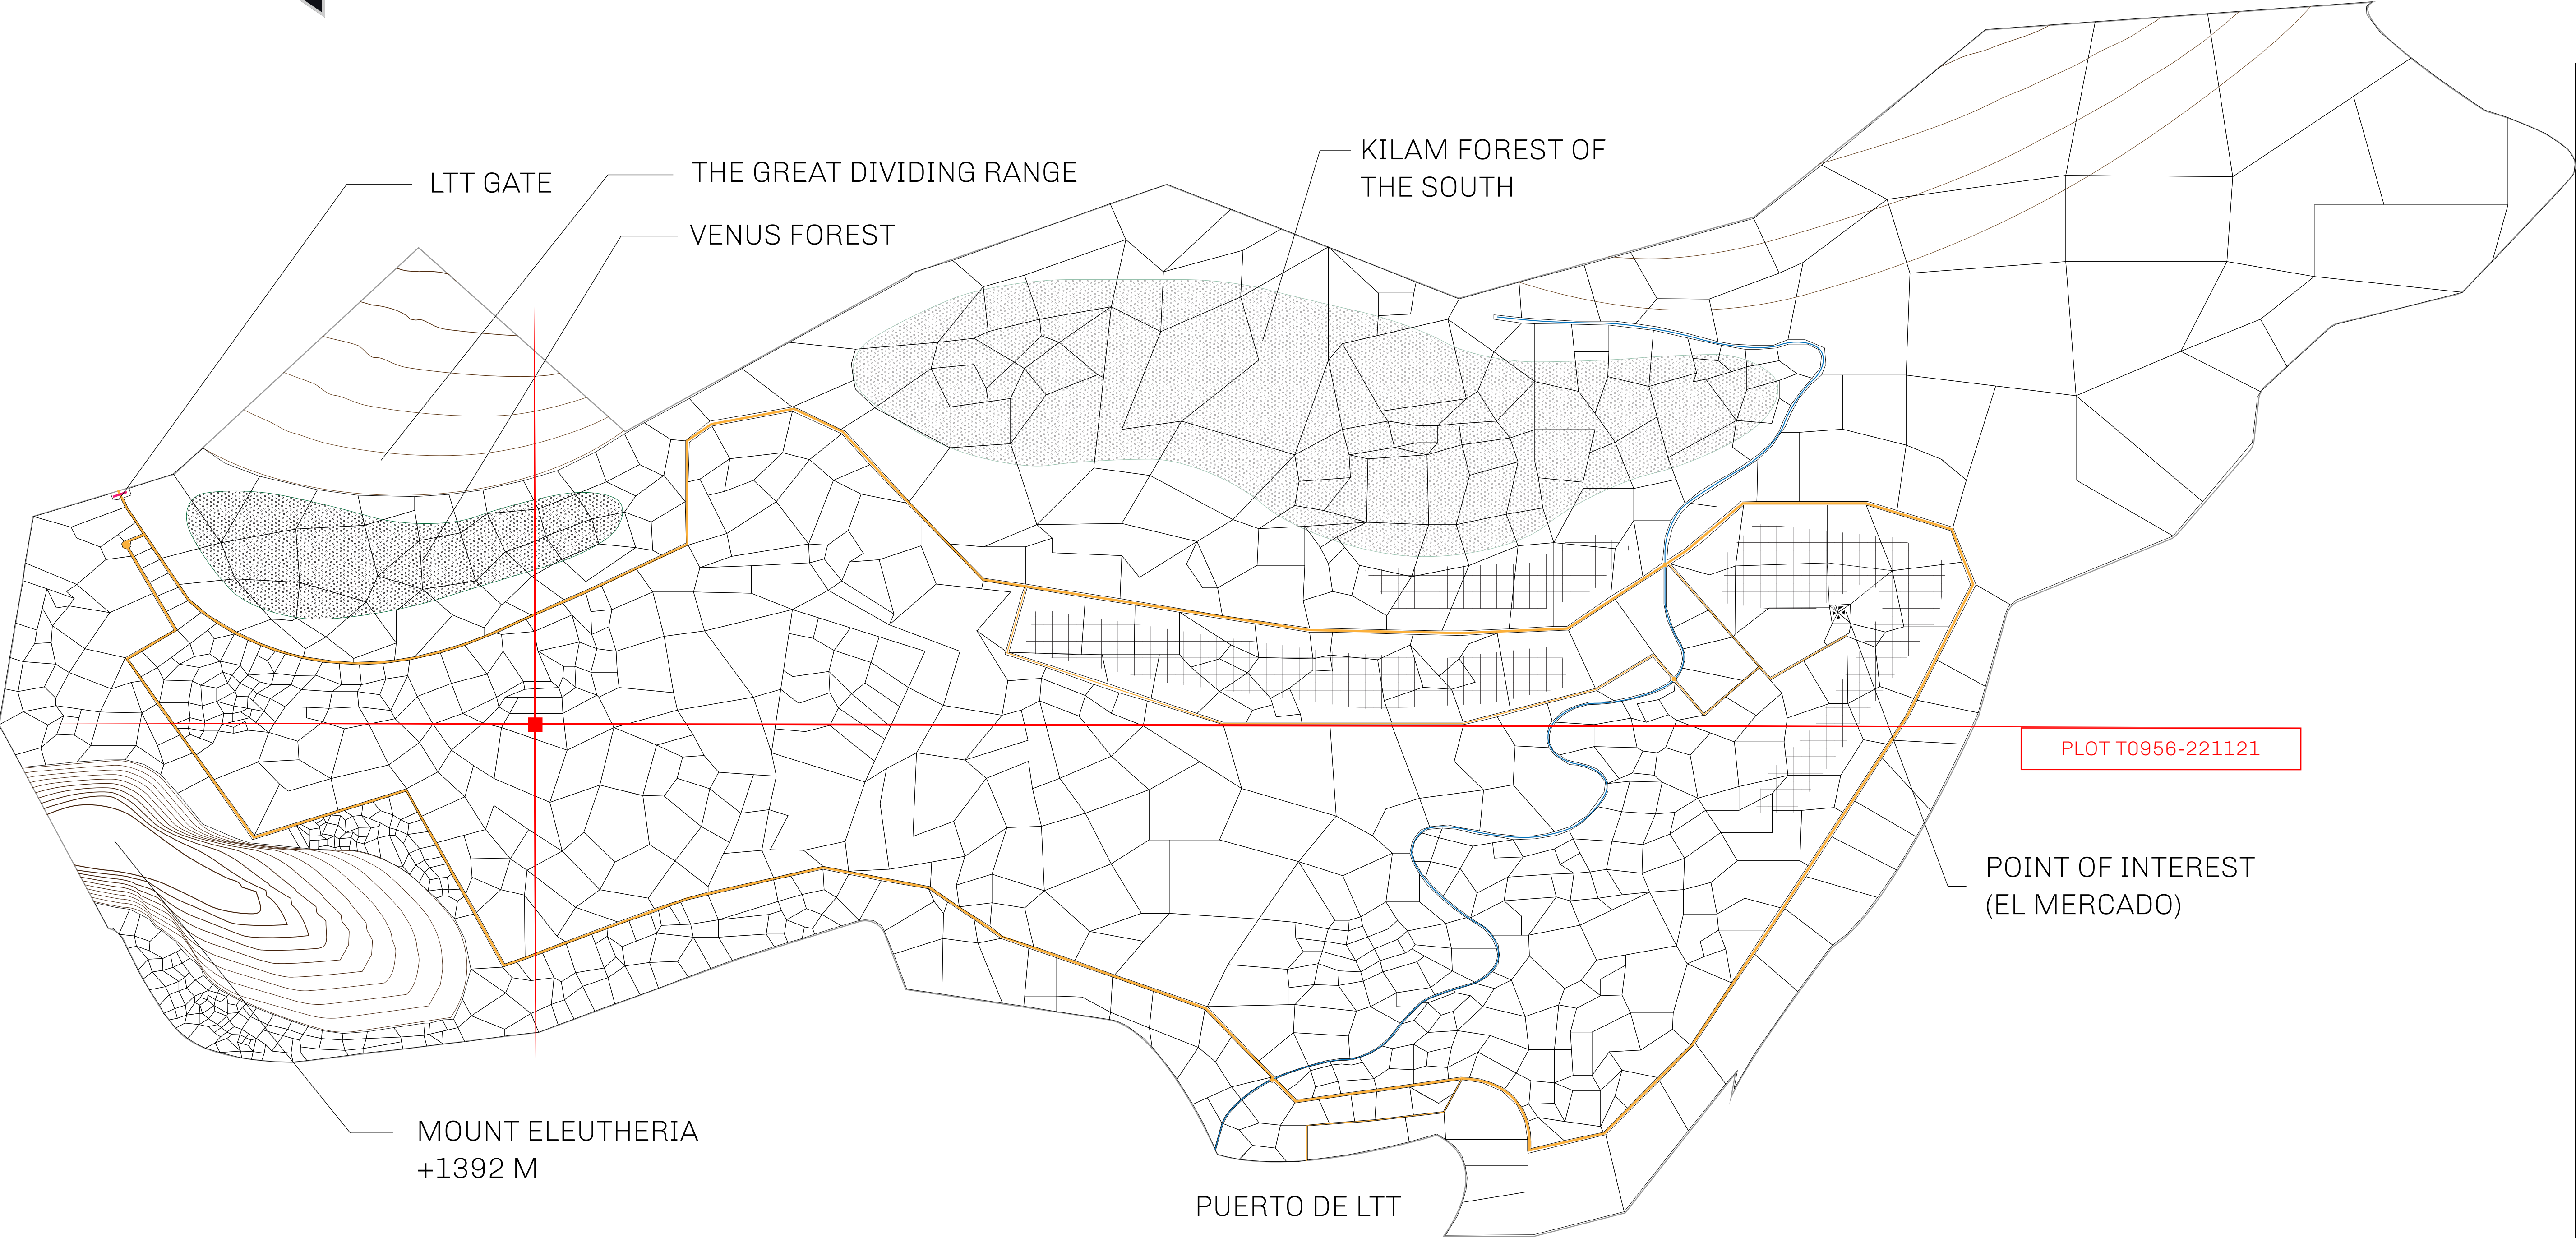 LTT GATE
THE GREAT DIVIDING RANGE
VENUS FOREST
KILAM FOREST OF
THE SOUTH
PLOT T0956-221121
POINT OF INTEREST
(EL MERCADO)
MOUNT ELEUTHERIA
+1392 M
PUERTO DE LTT